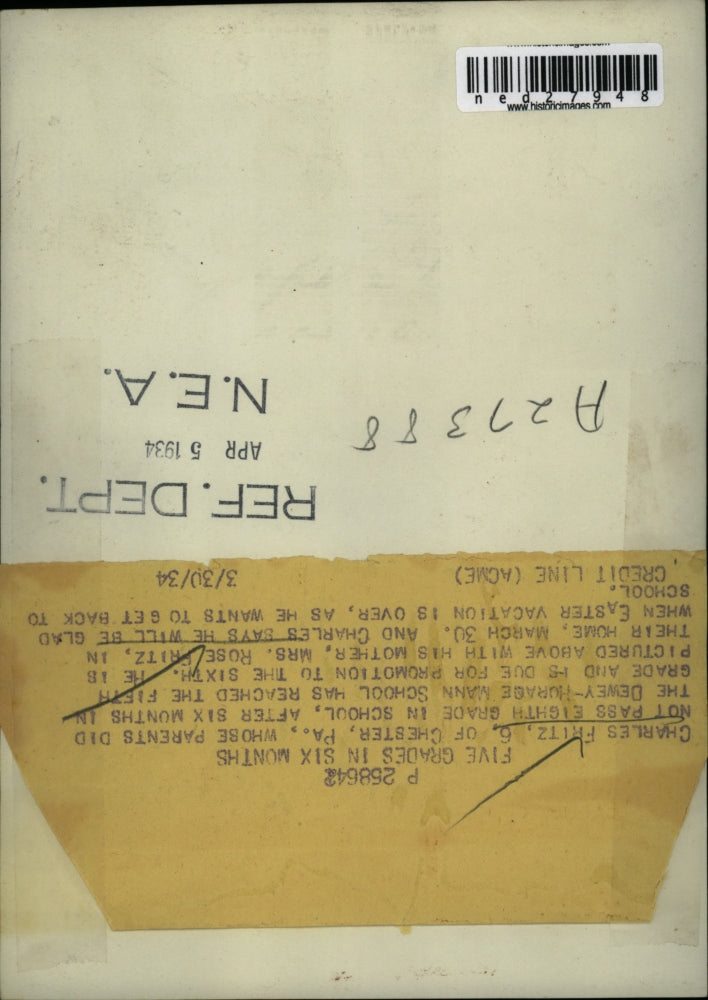 ned27948
www.historicimages.com
P 258642
FIVE GRADES IN SIX MONTHS
CHARLES FRITZ, 6, OF CHESTER, PA., WHOSE PARENTS DID
NOT PASS EIGHTH GRADE IN SCHOOL, AFTER SIX MONTHS IN
THE DEWEY-HORACE MANN SCHOOL HAS REACHED THE FIFTH
GRADE AND IS DUE FOR PROMOTION TO THE SIXTH. HE IS
PICTURED ABOVE WITH HIS MOTHER, MRS. ROSE FRITZ, IN
THEIR HOME, MARCH 30. AND CHARLES SAYS HE WILL BE GLAD
WHEN EASTER VACATION IS OVER, AS HE WANTS TO GET BACK TO
SCHOOL.
CREDIT LINE (ACME) 3/30/34
REF. DEPT.
APR 5 1934
N.E.A.
A27388